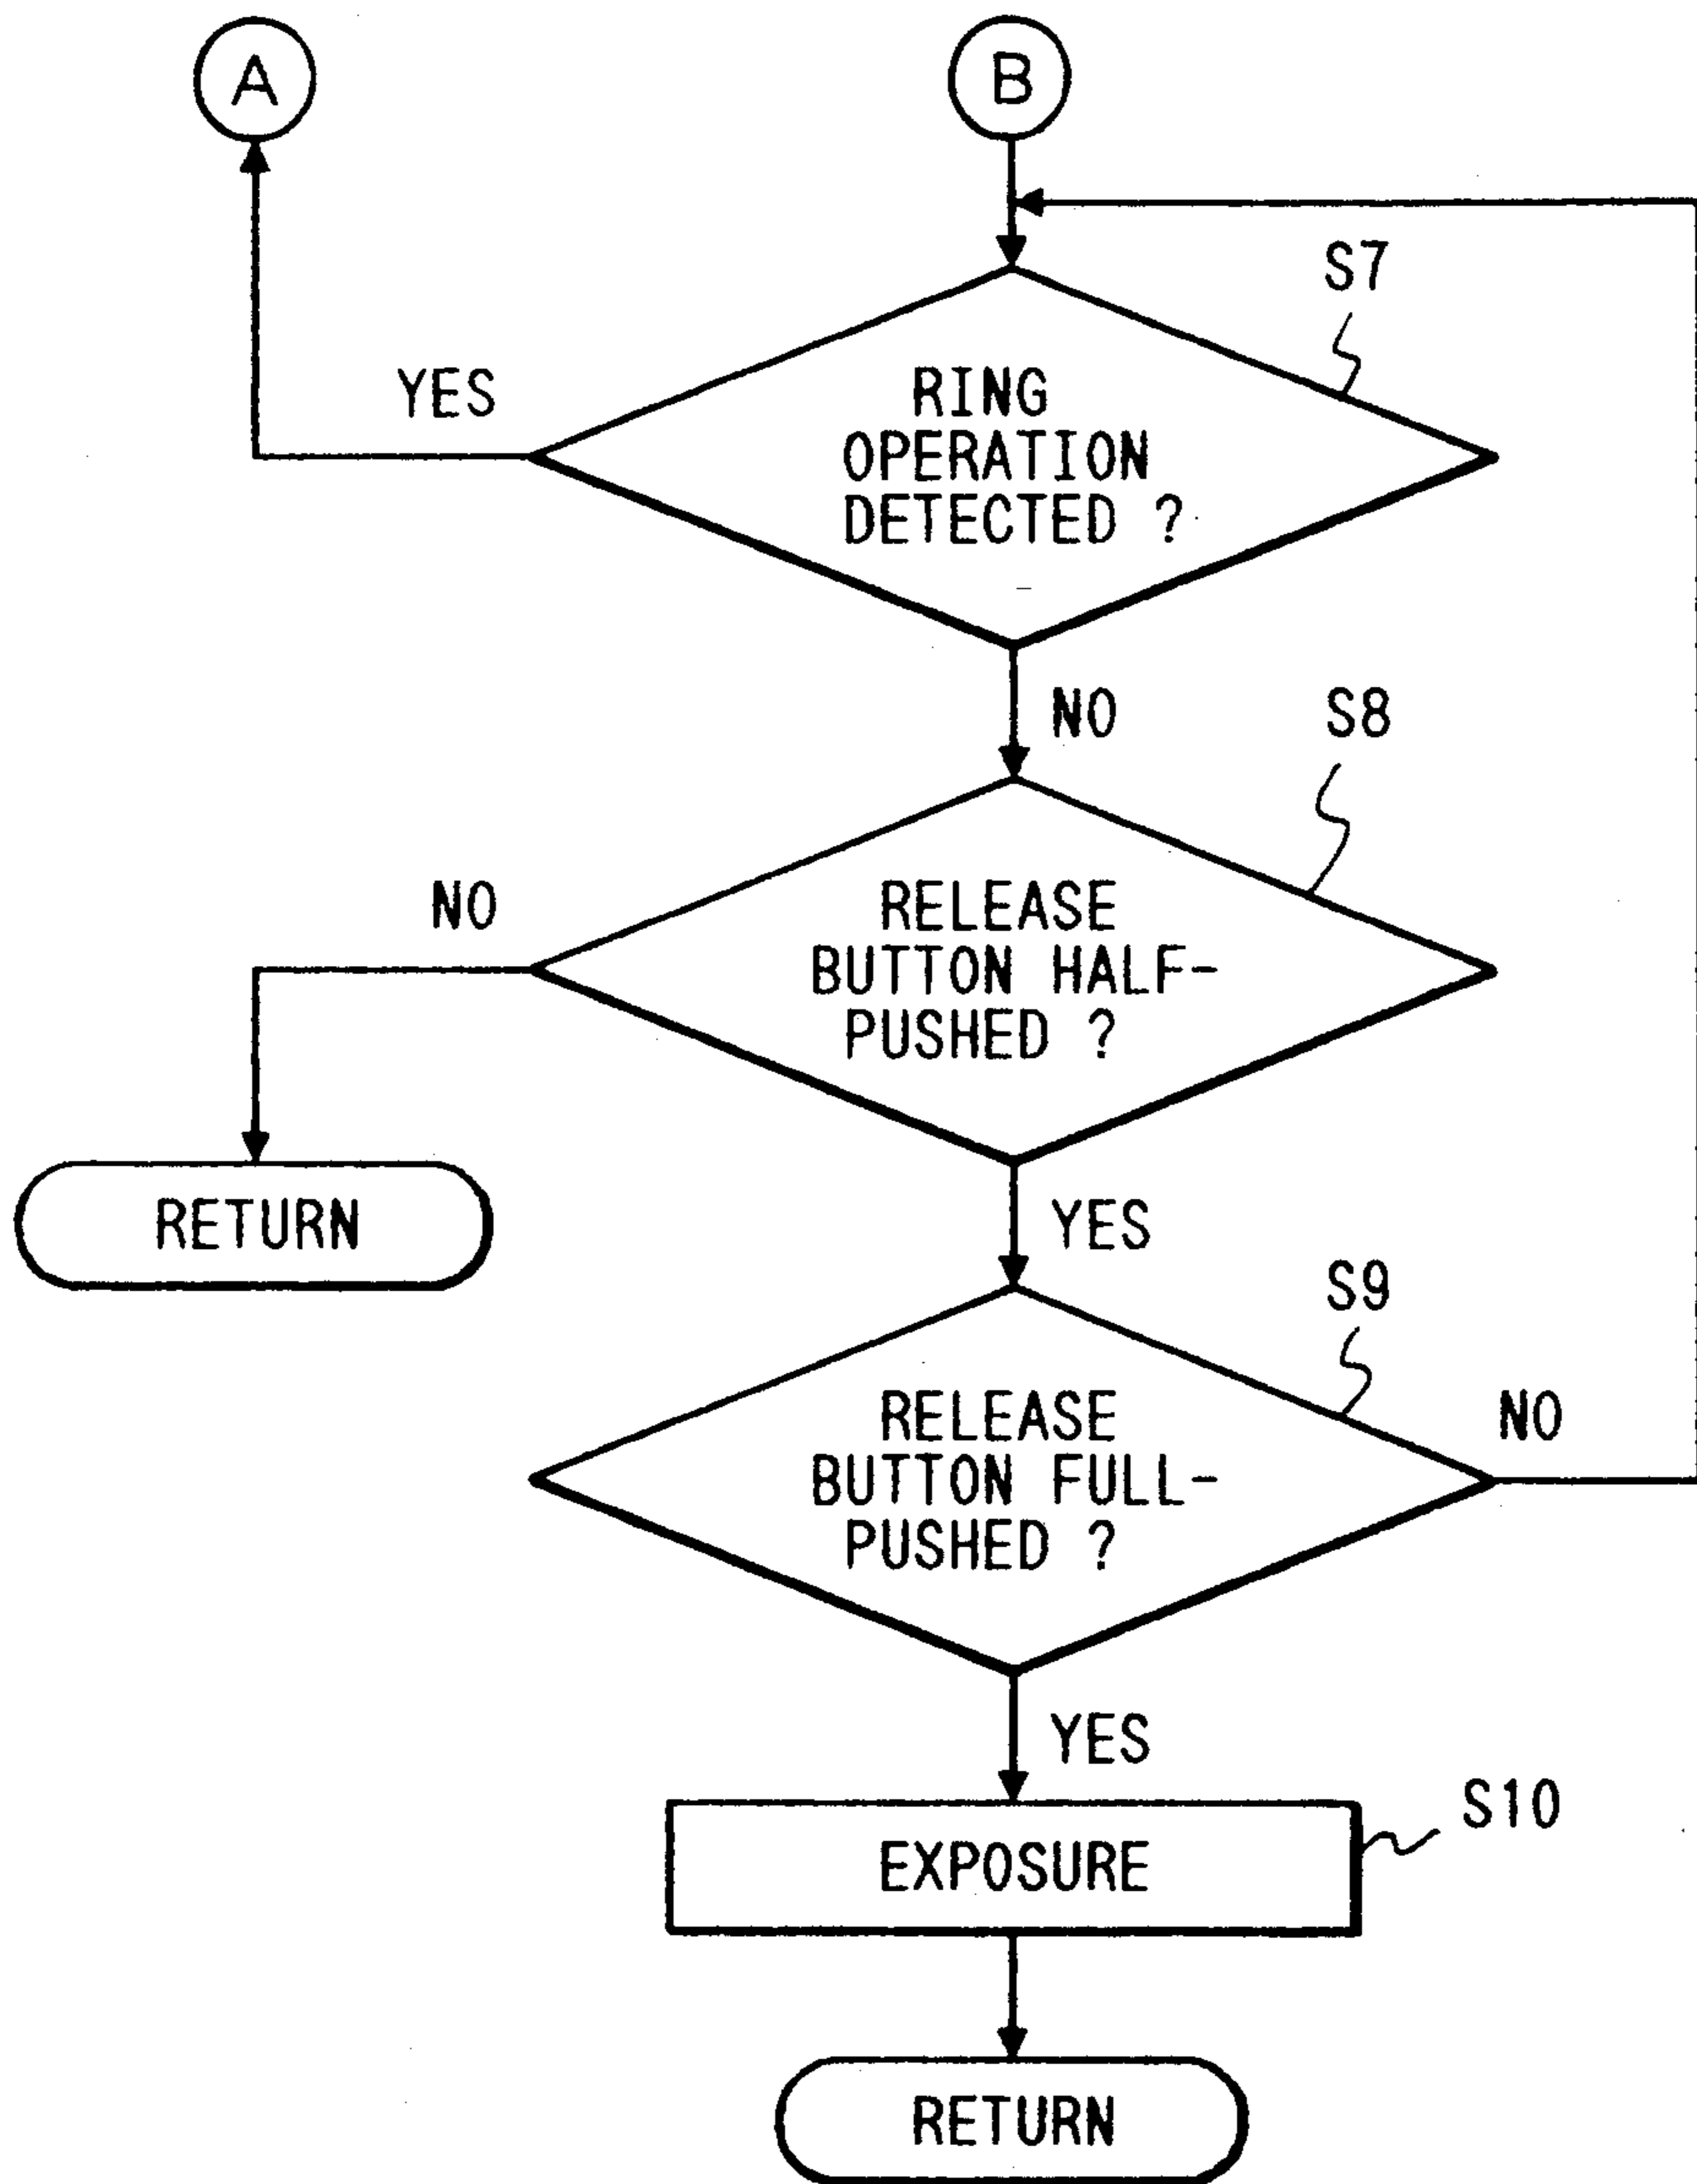 A
B
S7
YES
RING
OPERATION
DETECTED ?
NO
S8
NO
RELEASE
BUTTON HALF-
PUSHED ?
RETURN
YES
S9
RELEASE
BUTTON FULL-
PUSHED ?
NO
YES
S10
EXPOSURE
RETURN